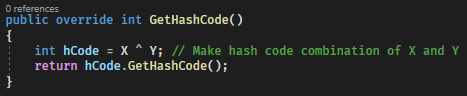 0 references
public override int GetHashCode()
{
    int hCode = X ^ Y; // Make hash code combination of X and Y
    return hCode.GetHashCode();
}